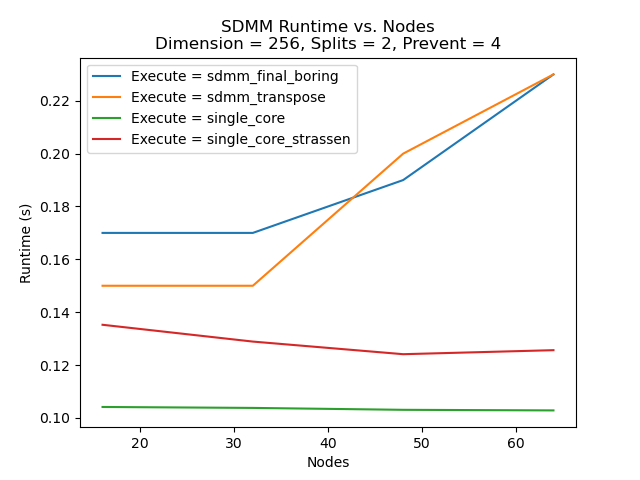 SDMM Runtime vs. Nodes
Dimension = 256, Splits = 2, Prevent = 4
Execute = sdmm_final_boring
Execute = sdmm_transpose
Execute = single_core
Execute = single_core_strassen
Runtime (s)
0.22
0.20
0.18
0.16
0.14
0.12
0.10
20 30 40 50 60
Nodes